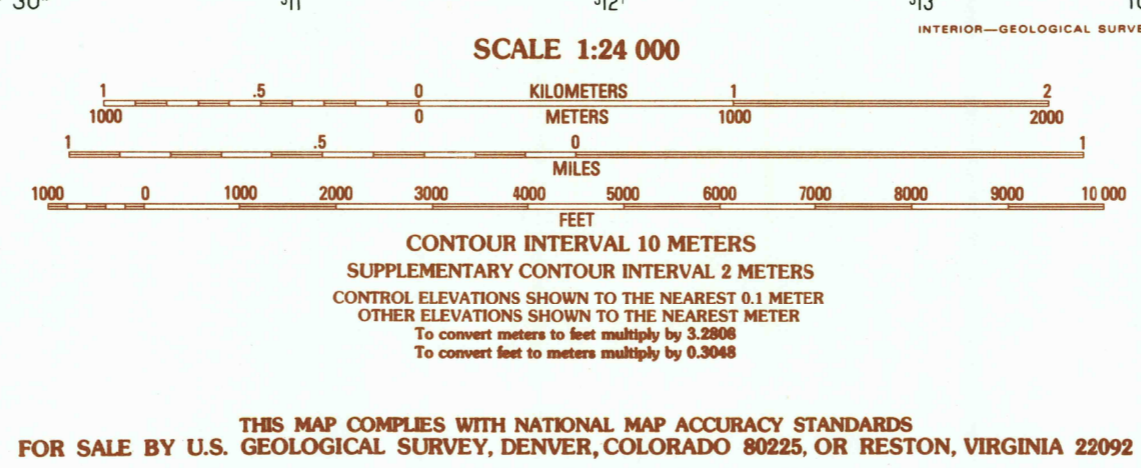 30"
³11
³12
³13
INTERIOR—GEOLOGICAL SURVE
SCALE 1:24 000
1 .5 0 KILOMETERS 1 2
1000 0 METERS 1000 2000
1 .5 0 1
MILES
1000 0 1000 2000 3000 4000 5000 6000 7000 8000 9000 10 000
FEET
CONTOUR INTERVAL 10 METERS
SUPPLEMENTARY CONTOUR INTERVAL 2 METERS
CONTROL ELEVATIONS SHOWN TO THE NEAREST 0.1 METER
OTHER ELEVATIONS SHOWN TO THE NEAREST METER
To convert meters to feet multiply by 3.2808
To convert feet to meters multiply by 0.3048
THIS MAP COMPLIES WITH NATIONAL MAP ACCURACY STANDARDS
FOR SALE BY U.S. GEOLOGICAL SURVEY, DENVER, COLORADO 80225, OR RESTON, VIRGINIA 22092